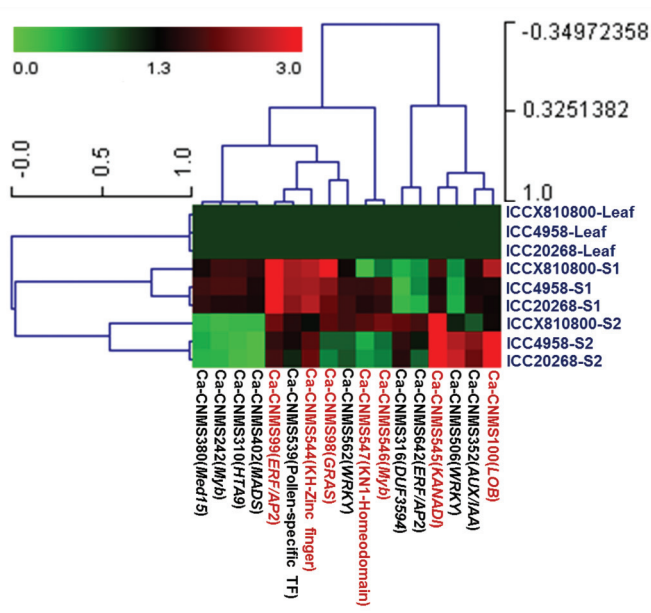 -0.34972358
0.0
1.3
3.0
0.3251382
-0.0
0.5
1.0
1.0
ICCX810800-Leaf
ICC4958-Leaf
ICC20268-Leaf
ICCX810800-S1
ICC4958-S1
ICC20268-S1
ICCX810800-S2
ICC4958-S2
ICC20268-S2
Ca-CNMS380(Med15)
Ca-CNMS242(Myb)
Ca-CNMS310(HTA9)
Ca-CNMS402(MADS)
Ca-CNMS99(ERF/AP2)
Ca-CNMS539(Pollen-specific TF)
Ca-CNMS544(KH-Zinc finger)
Ca-CNMS98(GRAS)
Ca-CNMS562(WRKY)
Ca-CNMS547(KN1-Homeodomain)
Ca-CNMS546(Myb)
Ca-CNMS316(DUF3594)
Ca-CNMS642(ERF/AP2)
Ca-CNMS545(KANADI)
Ca-CNMS506(WRKY)
Ca-CNMS352(AUX/IAA)
Ca-CNMS100(LOB)